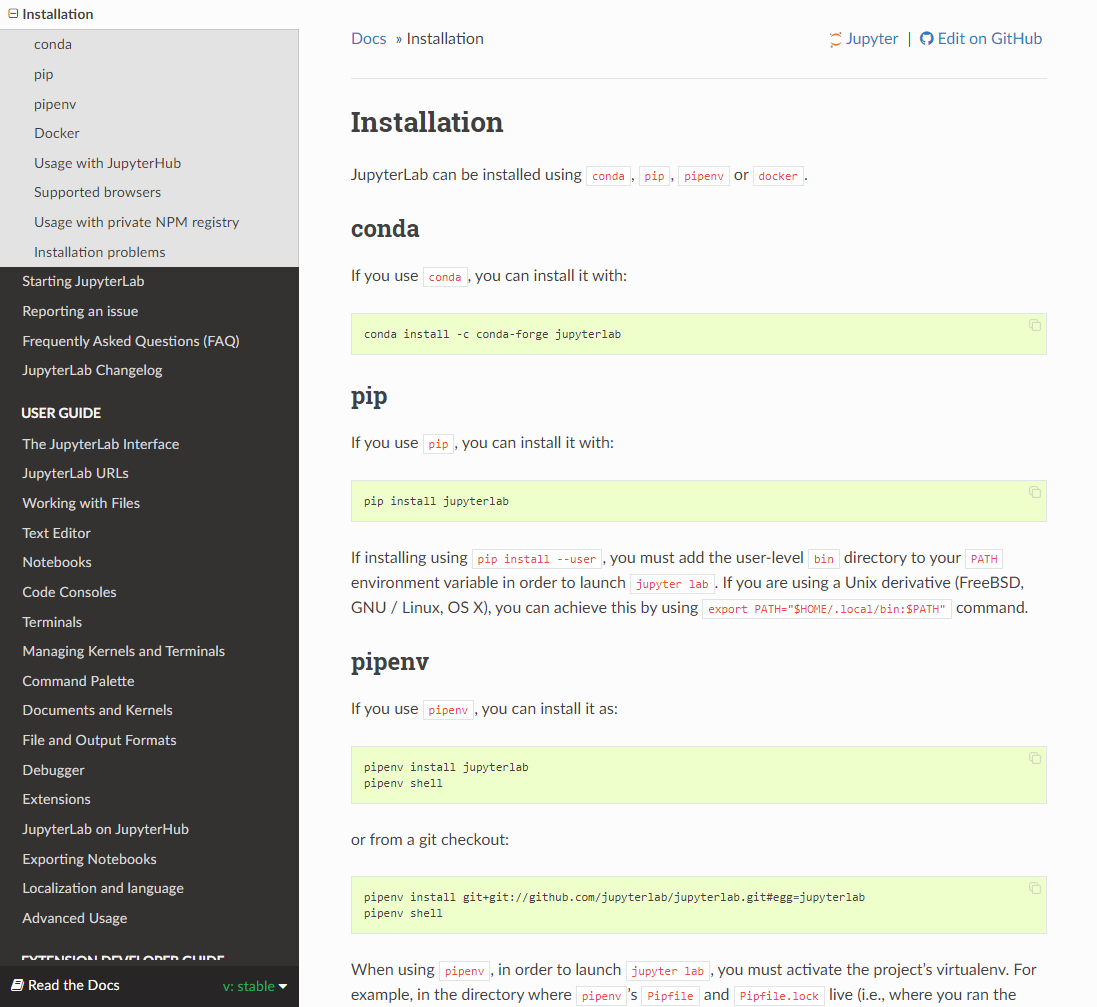 Installation
conda
pip
pipenv
Docker
Usage with JupyterHub
Supported browsers
Usage with private NPM registry
Installation problems
Starting JupyterLab
Reporting an issue
Frequently Asked Questions (FAQ)
JupyterLab Changelog
USER GUIDE
The JupyterLab Interface
JupyterLab URLs
Working with Files
Text Editor
Notebooks
Code Consoles
Terminals
Managing Kernels and Terminals
Command Palette
Documents and Kernels
File and Output Formats
Debugger
Extensions
JupyterLab on JupyterHub
Exporting Notebooks
Localization and language
Advanced Usage
EXTENSION DEVELOPER GUIDE
Read the Docs v: stable
Docs » Installation
Jupyter | Edit on GitHub
Installation
JupyterLab can be installed using conda, pip, pipenv or docker.
conda
If you use conda, you can install it with:
conda install -c conda-forge jupyterlab
pip
If you use pip, you can install it with:
pip install jupyterlab
If installing using pip install --user, you must add the user-level bin directory to your PATH
environment variable in order to launch jupyter lab. If you are using a Unix derivative (FreeBSD,
GNU / Linux, OS X), you can achieve this by using export PATH="$HOME/.local/bin:$PATH" command.
pipenv
If you use pipenv, you can install it as:
pipenv install jupyterlab
pipenv shell
or from a git checkout:
pipenv install git+git://github.com/jupyterlab/jupyterlab.git#egg=jupyterlab
pipenv shell
When using pipenv, in order to launch jupyter lab, you must activate the project's virtualenv. For
example, in the directory where pipenv's Pipfile and Pipfile.lock live (i.e., where you ran the